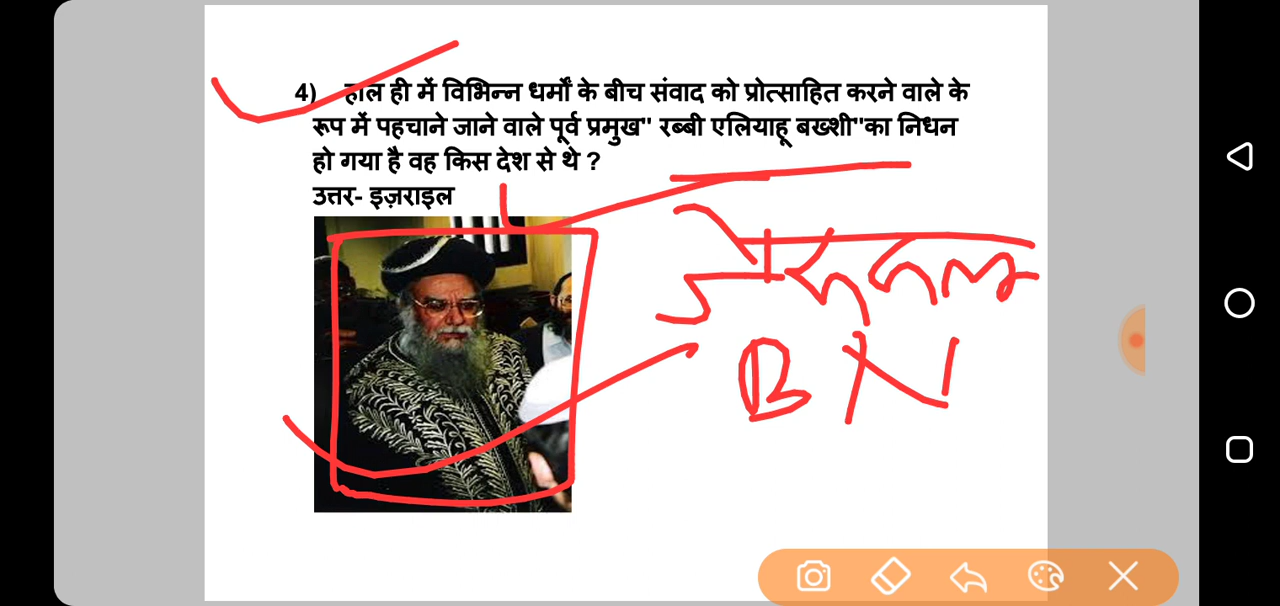 4) हाल ही में विभिन्न धर्मों के बीच संवाद को प्रोत्साहित करने वाले के
रूप में पहचाने जाने वाले पूर्व प्रमुख" रब्बी एलियाहू बख्शी"का निधन
हो गया है वह किस देश से थे ?
उत्तर- इज़राइल
B N